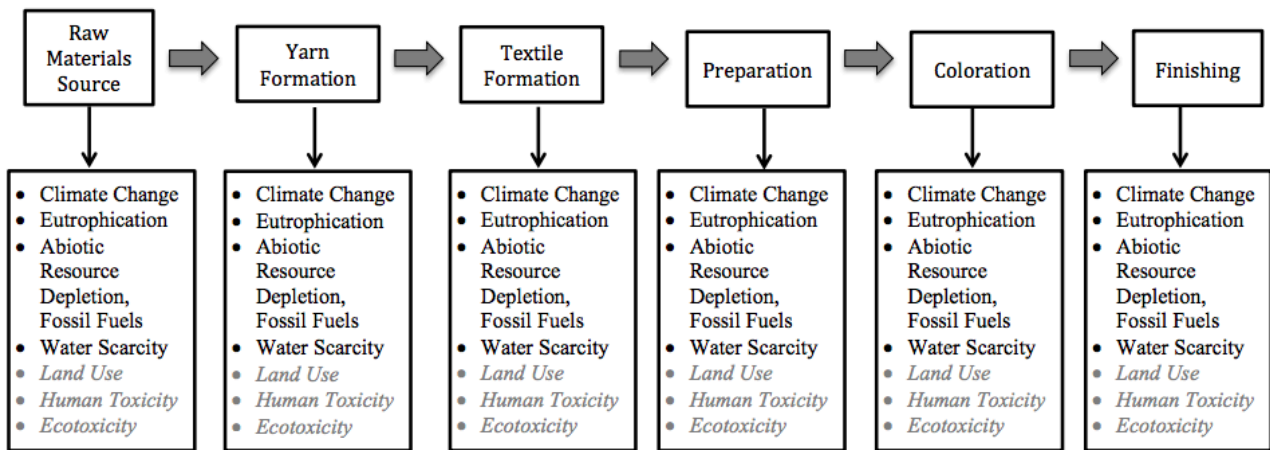 Raw
Materials
Source
Yarn
Formation
Textile
Formation
Preparation
Coloration
Finishing
• Climate Change
• Eutrophication
• Abiotic
Resource
Depletion,
Fossil Fuels
• Water Scarcity
• Land Use
• Human Toxicity
• Ecotoxicity
• Climate Change
• Eutrophication
• Abiotic
Resource
Depletion,
Fossil Fuels
• Water Scarcity
• Land Use
• Human Toxicity
• Ecotoxicity
• Climate Change
• Eutrophication
• Abiotic
Resource
Depletion,
Fossil Fuels
• Water Scarcity
• Land Use
• Human Toxicity
• Ecotoxicity
• Climate Change
• Eutrophication
• Abiotic
Resource
Depletion,
Fossil Fuels
• Water Scarcity
• Land Use
• Human Toxicity
• Ecotoxicity
• Climate Change
• Eutrophication
• Abiotic
Resource
Depletion,
Fossil Fuels
• Water Scarcity
• Land Use
• Human Toxicity
• Ecotoxicity
• Climate Change
• Eutrophication
• Abiotic
Resource
Depletion,
Fossil Fuels
• Water Scarcity
• Land Use
• Human Toxicity
• Ecotoxicity